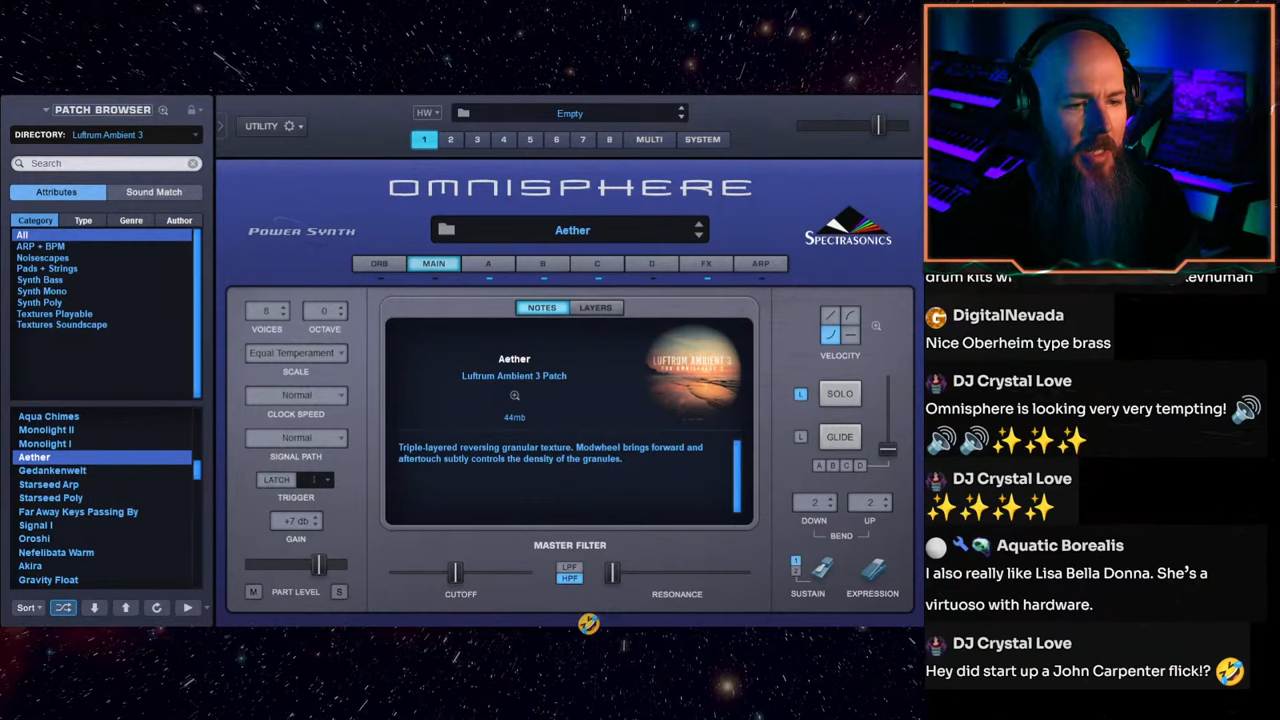 PATCH BROWSER
DIRECTORY: Luftrum Ambient 3
Search
Attributes
Sound Match
Category
Type
Genre
Author
All
ARP + BPM
Noisescapes
Pads + Strings
Synth Bass
Synth Mono
Synth Poly
Textures Playable
Textures Soundscape
Aqua Chimes
Monolight II
Monolight I
Aether
Gedankenwelt
Starseed Arp
Starseed Poly
Far Away Keys Passing By
Signal I
Oroshi
Nefelibata Warm
Akira
Gravity Float
Sort
UTILITY
HW
Empty
1 2 3 4 5 6 7 8 MULTI SYSTEM
OMNISPHERE
POWER SYNTH
Aether
SPECTRASONICS
ORB MAIN A B C D FX ARP
8
VOICES
0
OCTAVE
Equal Temperament
SCALE
Normal
CLOCK SPEED
Normal
SIGNAL PATH
LATCH
TRIGGER
+7 db
GAIN
M PART LEVEL S
NOTES LAYERS
Aether
Luftrum Ambient 3 Patch
44mb
LUFTRUM AMBIENT 3
Triple-layered reversing granular texture. Modwheel brings forward and
aftertouch subtly controls the density of the granules.
MASTER FILTER
LPF
HPF
CUTOFF
RESONANCE
VELOCITY
L SOLO
L GLIDE
A B C D
2
DOWN
2
UP
BEND
1
2
SUSTAIN
EXPRESSION
DigitalNevada
Nice Oberheim type brass
DJ Crystal Love
Omnisphere is looking very very tempting! 🔊
🔊🔊✨✨✨
DJ Crystal Love
✨✨✨✨
Aquatic Borealis
I also really like Lisa Bella Donna. She's a
virtuoso with hardware.
DJ Crystal Love
Hey did start up a John Carpenter flick!? 🤣